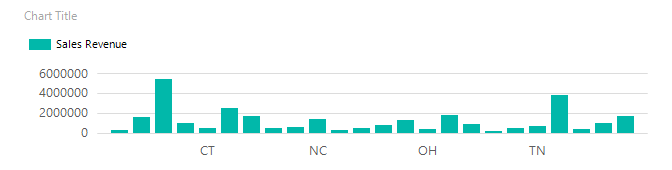 Chart Title
Sales Revenue
6000000
4000000
2000000
0
CT NC OH TN